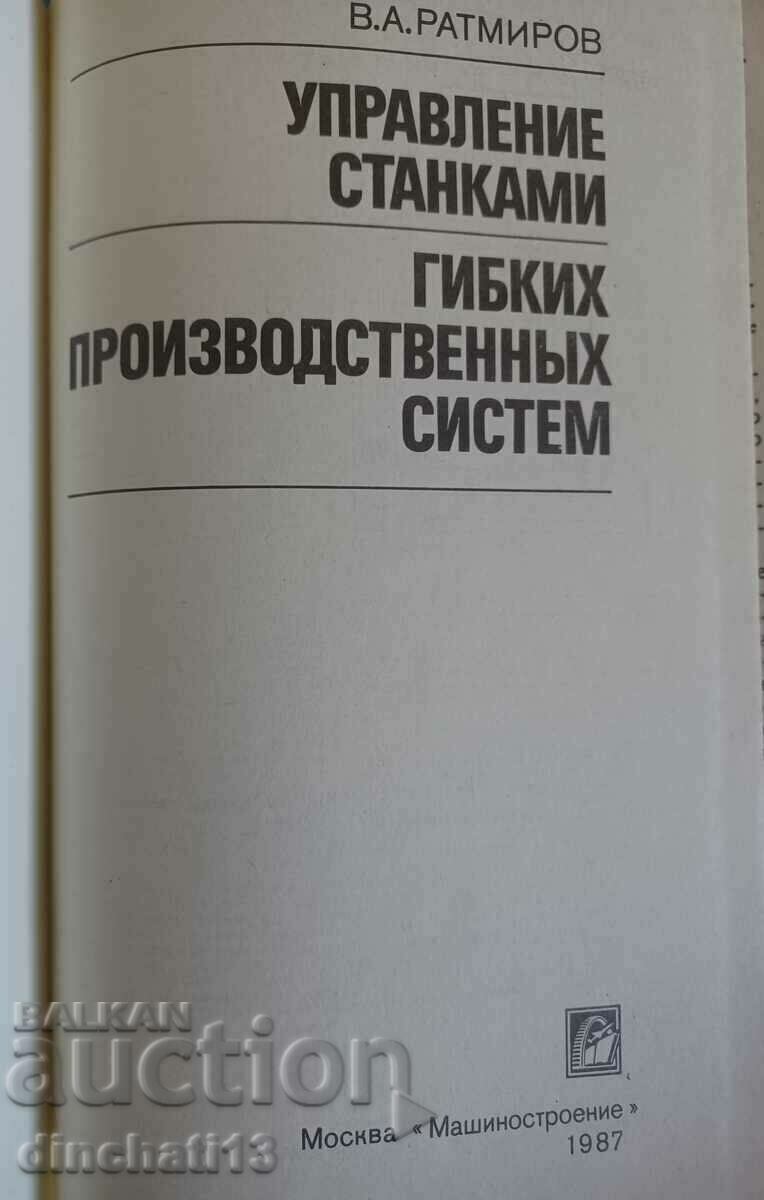 В.А.РАТМИРОВ
УПРАВЛЕНИЕ
СТАНКАМИ
ГИБКИХ
ПРОИЗВОДСТВЕННЫХ
СИСТЕМ
BALKAN
auction
dinchati13
Москва «Машиностроение»
1987